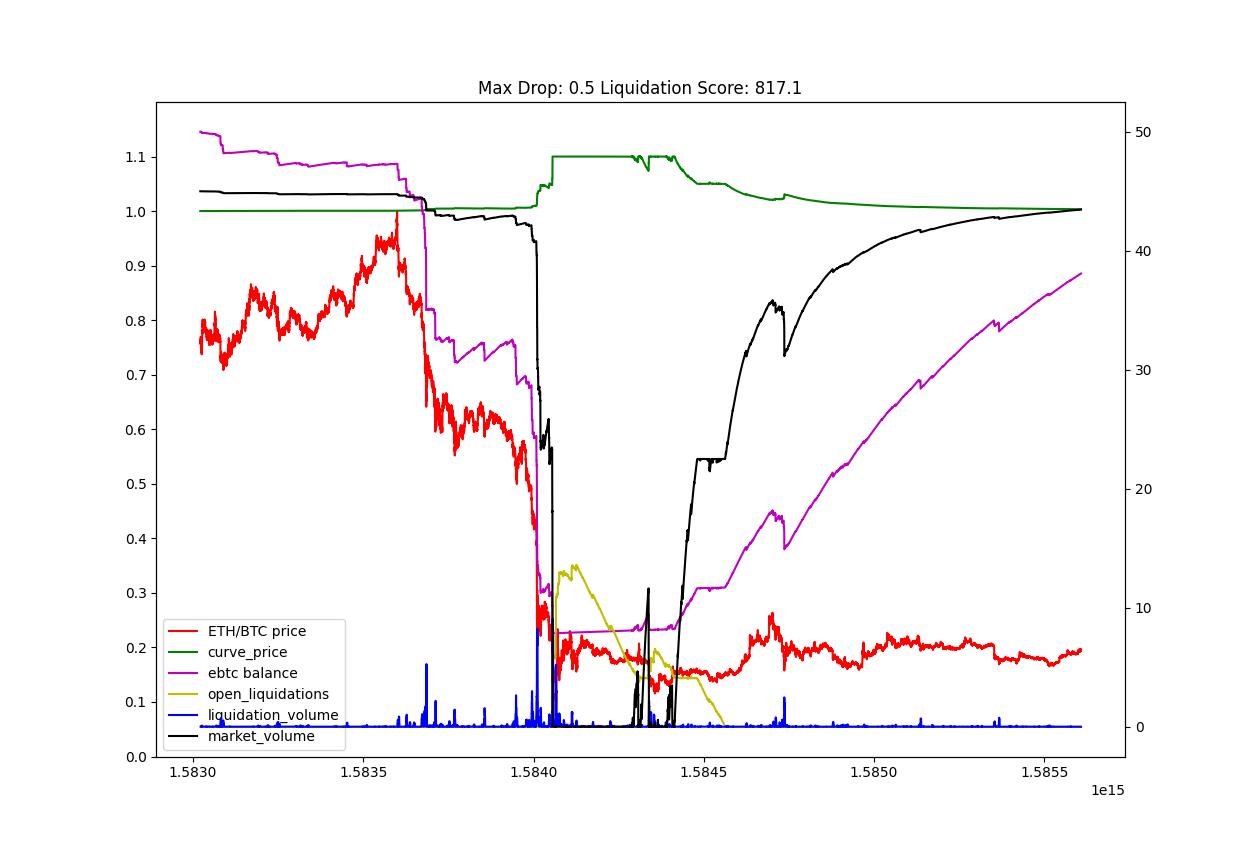 Max Drop: 0.5 Liquidation Score: 817.1
1.1
1.0
0.9
0.8
0.7
0.6
0.5
0.4
0.3
0.2
0.1
0.0
50
40
30
20
10
0
ETH/BTC price
curve_price
ebtc balance
open_liquidations
liquidation_volume
market_volume
1.5830 1.5835 1.5840 1.5845 1.5850 1.5855
1e15